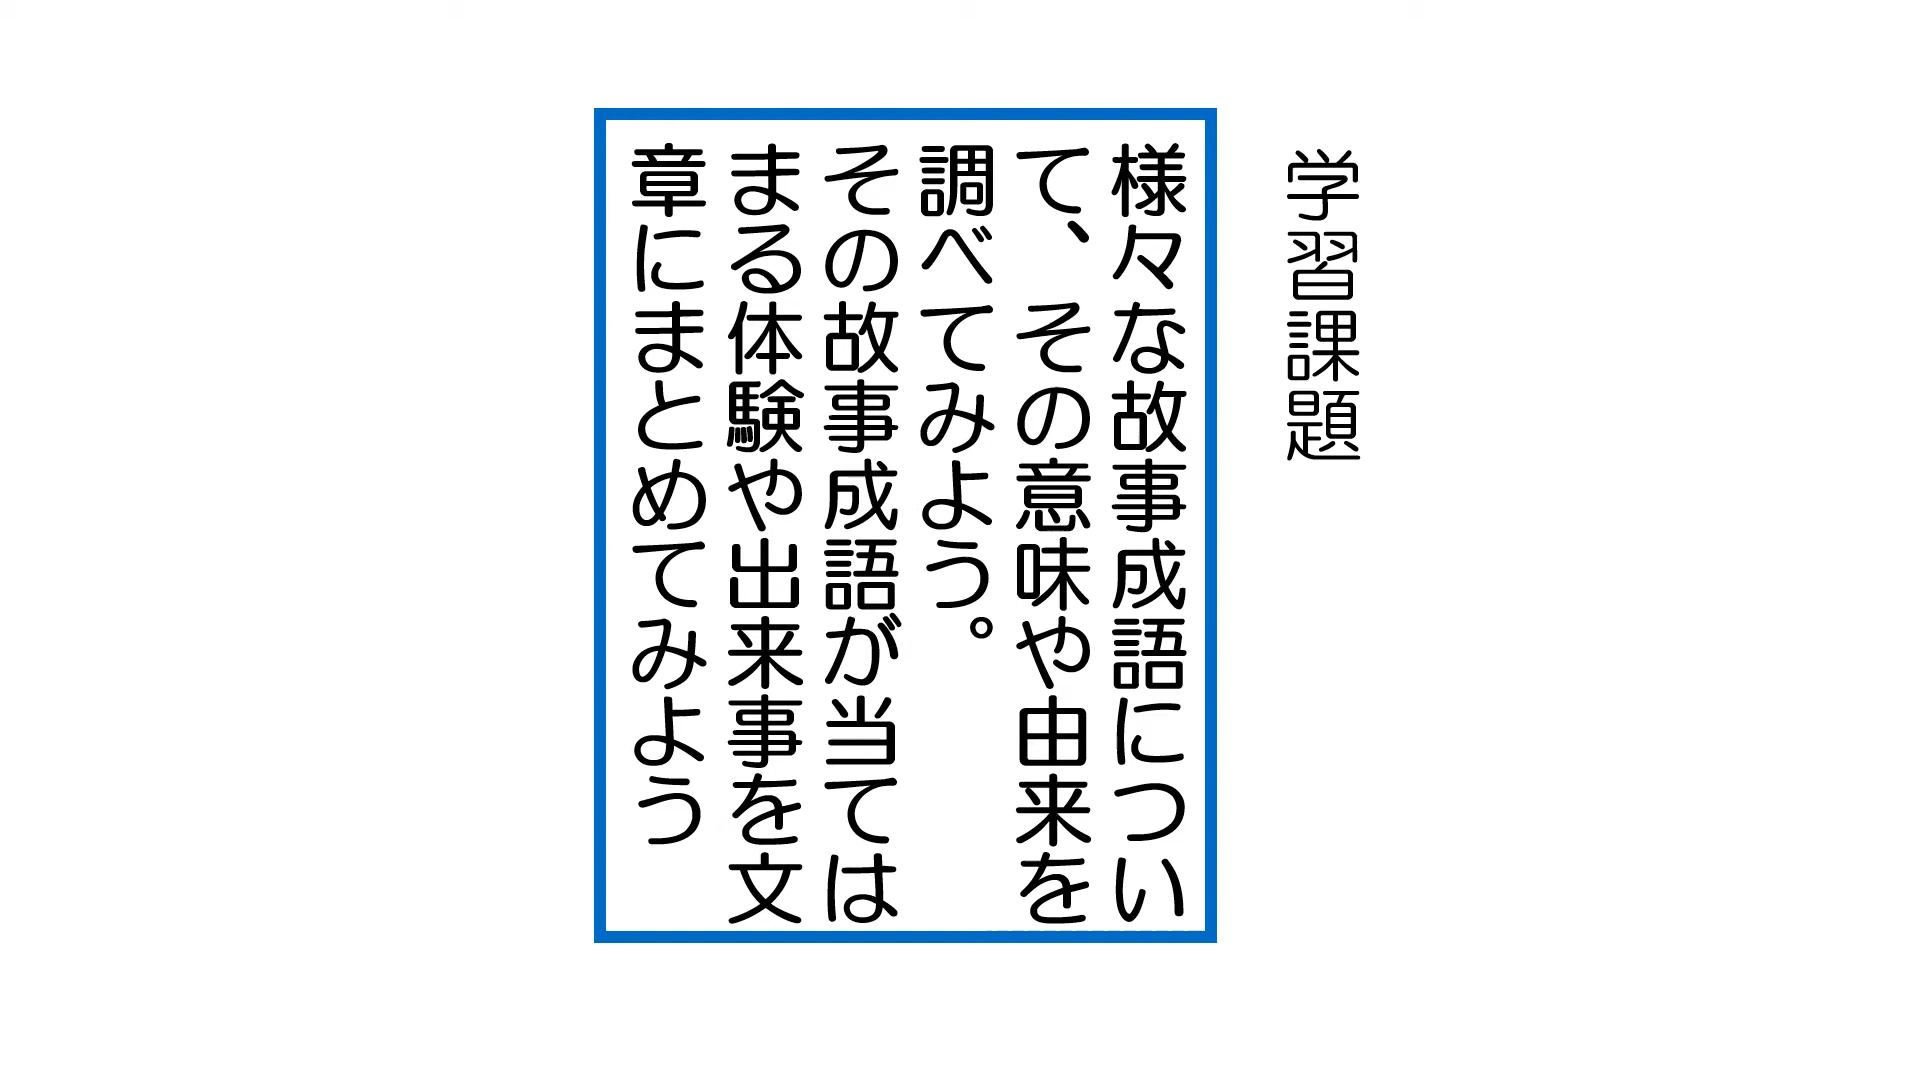 学習課題
様々な故事成語につい
て、その意味や由来を
調べてみよう。
その故事成語が当ては
まる体験や出来事を文
章にまとめてみよう